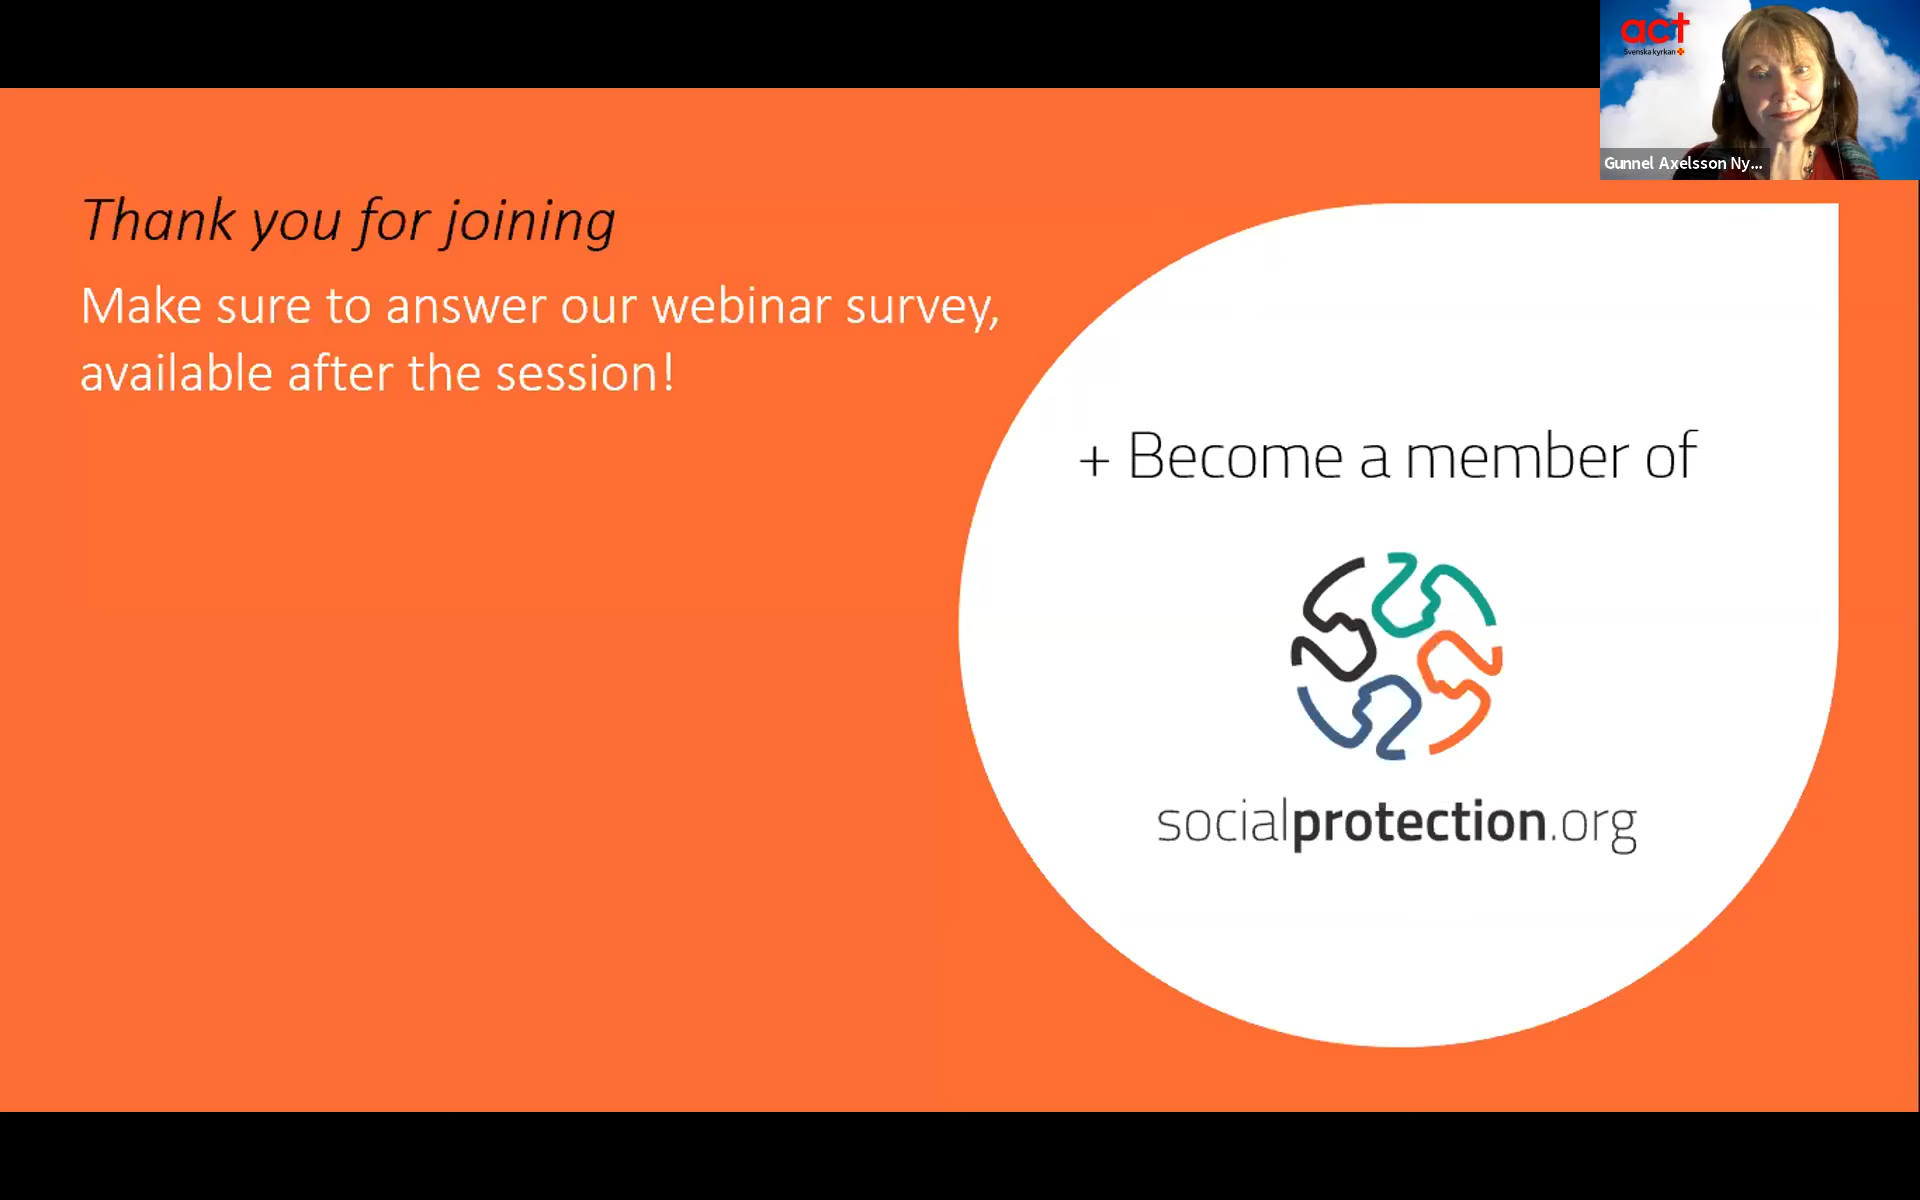 act
Svenska kyrkan
Gunnel Axelsson Ny...
Thank you for joining
Make sure to answer our webinar survey,
available after the session!
+ Become a member of
socialprotection.org